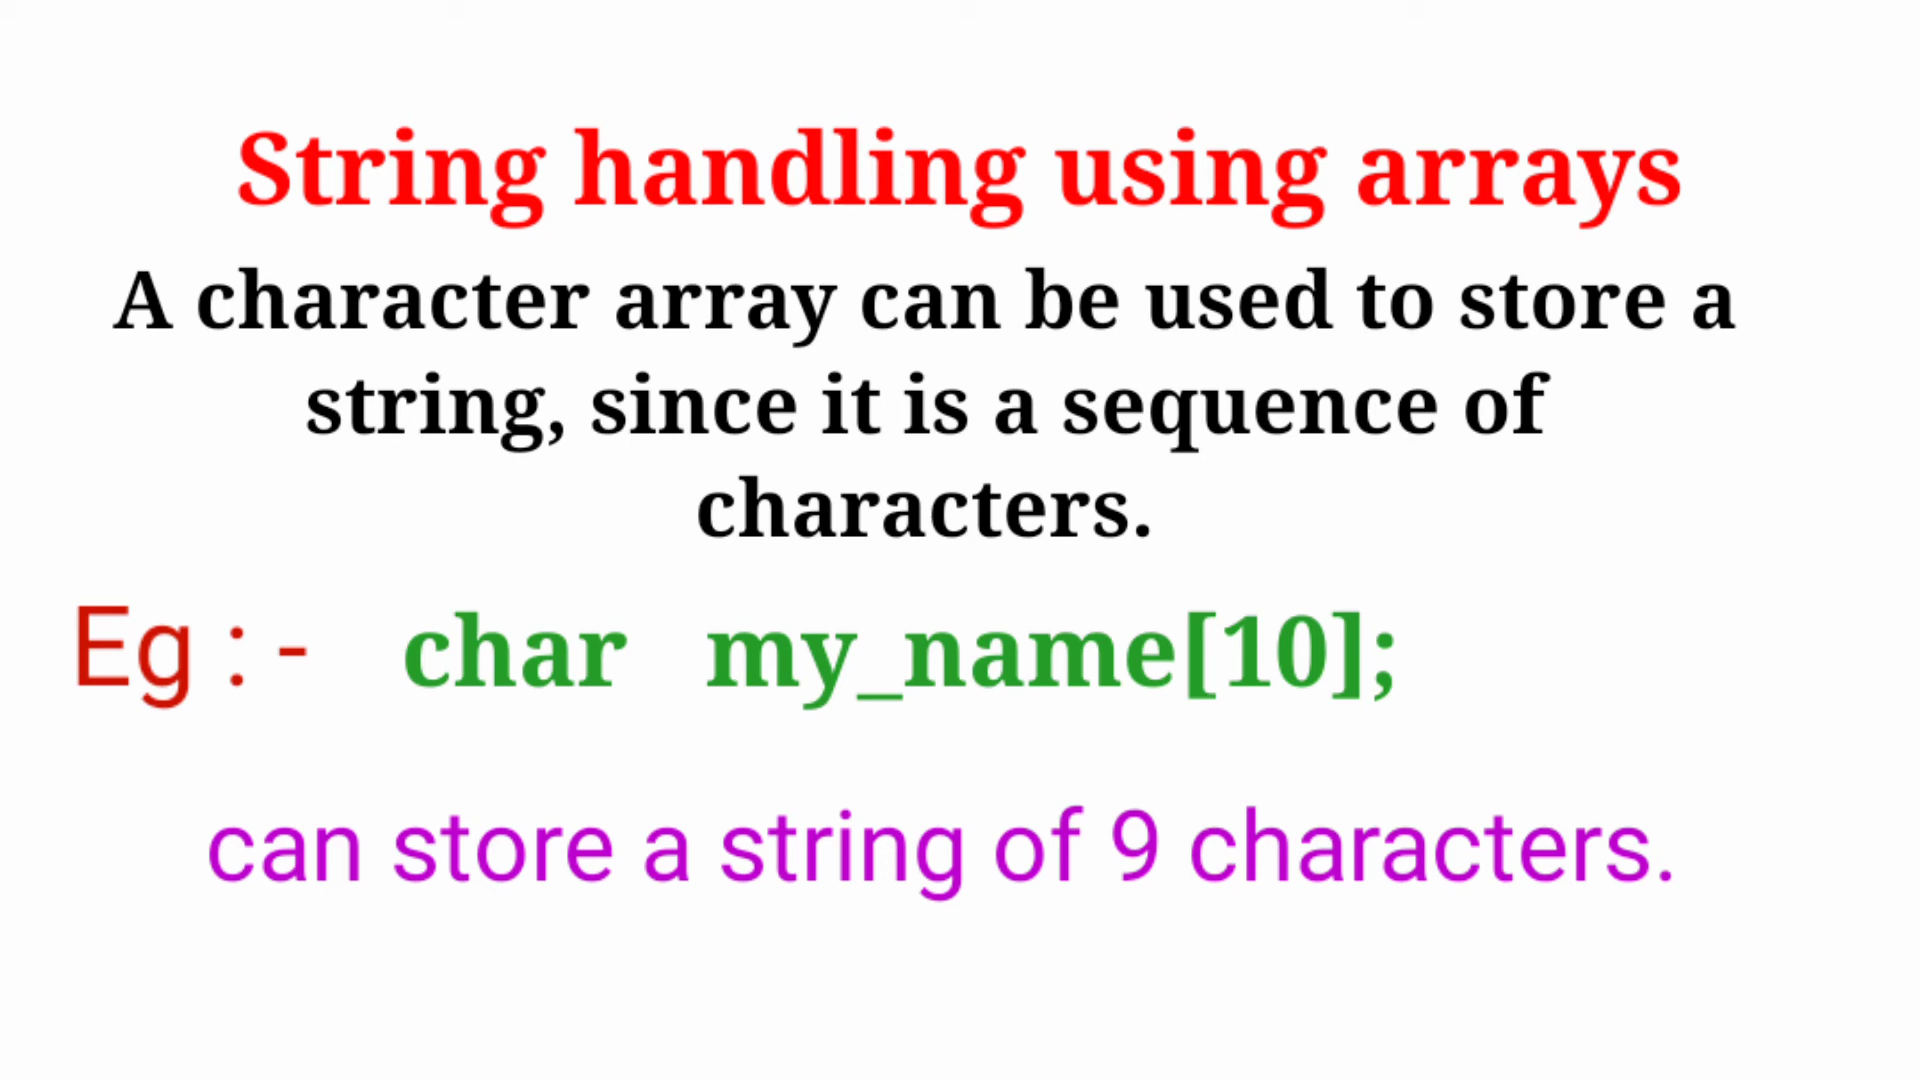 String handling using arrays
A character array can be used to store a
string, since it is a sequence of
characters.
Eg : - char my_name[10];
can store a string of 9 characters.